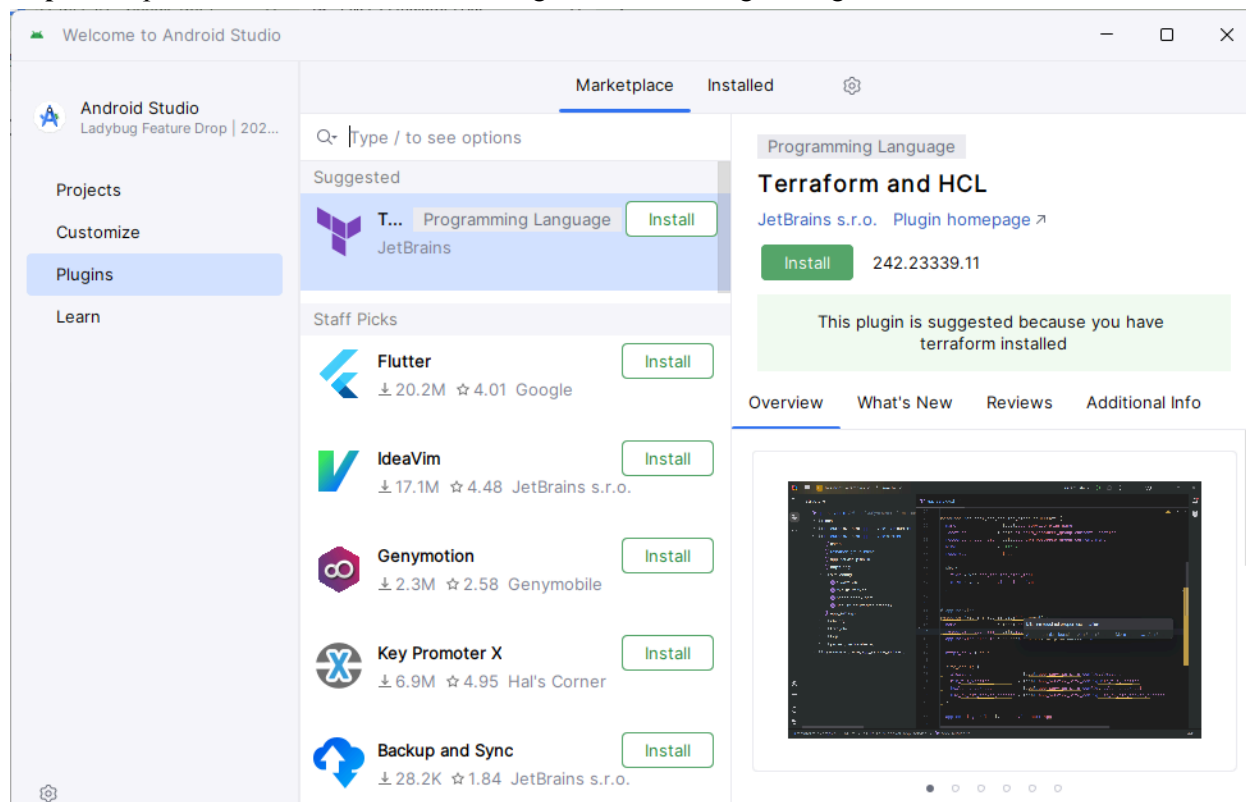 Welcome to Android Studio
Android Studio
Ladybug Feature Drop | 202...
Projects
Customize
Plugins
Learn
Marketplace
Installed
Type / to see options
Suggested
T... Programming Language Install
JetBrains
Staff Picks
Flutter Install
20.2M 4.01 Google
IdeaVim Install
17.1M 4.48 JetBrains s.r.o.
Genymotion Install
2.3M 2.58 Genymobile
Key Promoter X Install
6.9M 4.95 Hal's Corner
Backup and Sync Install
28.2K 1.84 JetBrains s.r.o.
Programming Language
Terraform and HCL
JetBrains s.r.o. Plugin homepage ↗
Install 242.23339.11
This plugin is suggested because you have
terraform installed
Overview What's New Reviews Additional Info